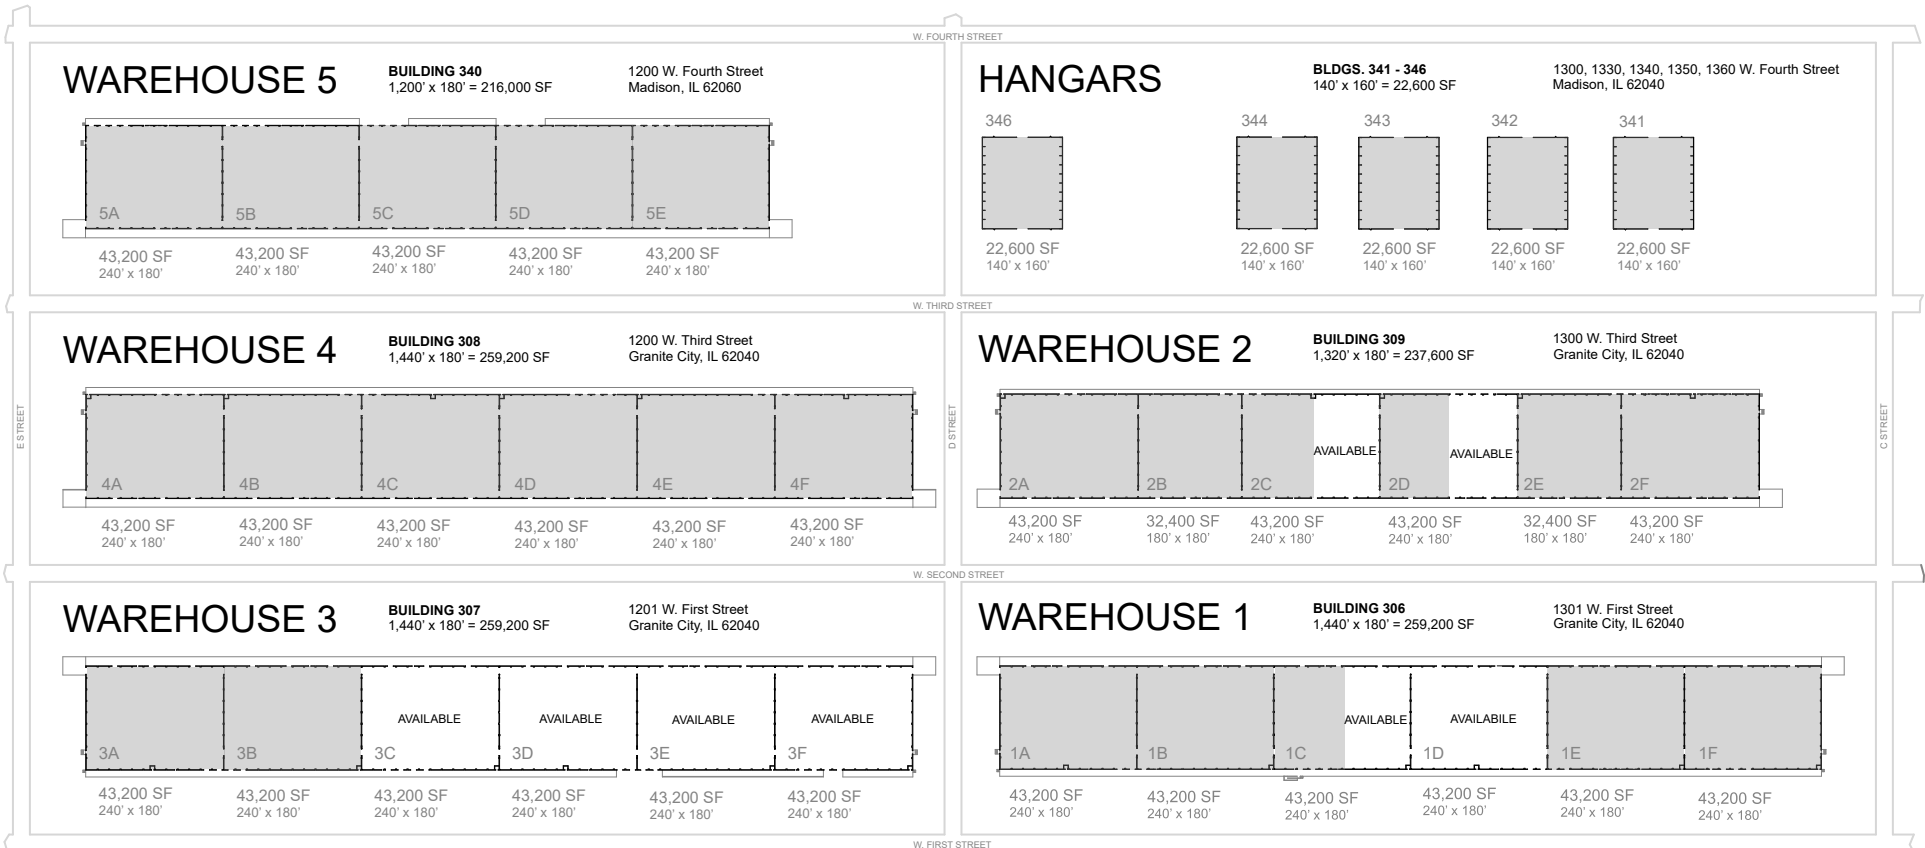 W. FOURTH STREET
WAREHOUSE 5
BUILDING 340
1,200’ x 180’ = 216,000 SF
1200 W. Fourth Street
Madison, IL 62060
5A
5B
5C
5D
5E
43,200 SF
240’ x 180’
43,200 SF
240’ x 180’
43,200 SF
240’ x 180’
43,200 SF
240’ x 180’
43,200 SF
240’ x 180’
HANGARS
BLDGS. 341 - 346
140’ x 160’ = 22,600 SF
1300, 1330, 1340, 1350, 1360 W. Fourth Street
Madison, IL 62040
346
344
343
342
341
22,600 SF
140’ x 160’
22,600 SF
140’ x 160’
22,600 SF
140’ x 160’
22,600 SF
140’ x 160’
22,600 SF
140’ x 160’
W. THIRD STREET
E STREET
WAREHOUSE 4
BUILDING 308
1,440’ x 180’ = 259,200 SF
1200 W. Third Street
Granite City, IL 62040
4A
4B
4C
4D
4E
4F
43,200 SF
240’ x 180’
43,200 SF
240’ x 180’
43,200 SF
240’ x 180’
43,200 SF
240’ x 180’
43,200 SF
240’ x 180’
43,200 SF
240’ x 180’
D STREET
WAREHOUSE 2
BUILDING 309
1,320’ x 180’ = 237,600 SF
1300 W. Third Street
Granite City, IL 62040
AVAILABLE
AVAILABLE
2A
2B
2C
2D
2E
2F
43,200 SF
240’ x 180’
32,400 SF
180’ x 180’
43,200 SF
240’ x 180’
43,200 SF
240’ x 180’
32,400 SF
180’ x 180’
43,200 SF
240’ x 180’
C STREET
W. SECOND STREET
WAREHOUSE 3
BUILDING 307
1,440’ x 180’ = 259,200 SF
1201 W. First Street
Granite City, IL 62040
AVAILABLE
AVAILABLE
AVAILABLE
AVAILABLE
3A
3B
3C
3D
3E
3F
43,200 SF
240’ x 180’
43,200 SF
240’ x 180’
43,200 SF
240’ x 180’
43,200 SF
240’ x 180’
43,200 SF
240’ x 180’
43,200 SF
240’ x 180’
WAREHOUSE 1
BUILDING 306
1,440’ x 180’ = 259,200 SF
1301 W. First Street
Granite City, IL 62040
AVAILABLE
AVAILABILE
1A
1B
1C
1D
1E
1F
43,200 SF
240’ x 180’
43,200 SF
240’ x 180’
43,200 SF
240’ x 180’
43,200 SF
240’ x 180’
43,200 SF
240’ x 180’
43,200 SF
240’ x 180’
W. FIRST STREET